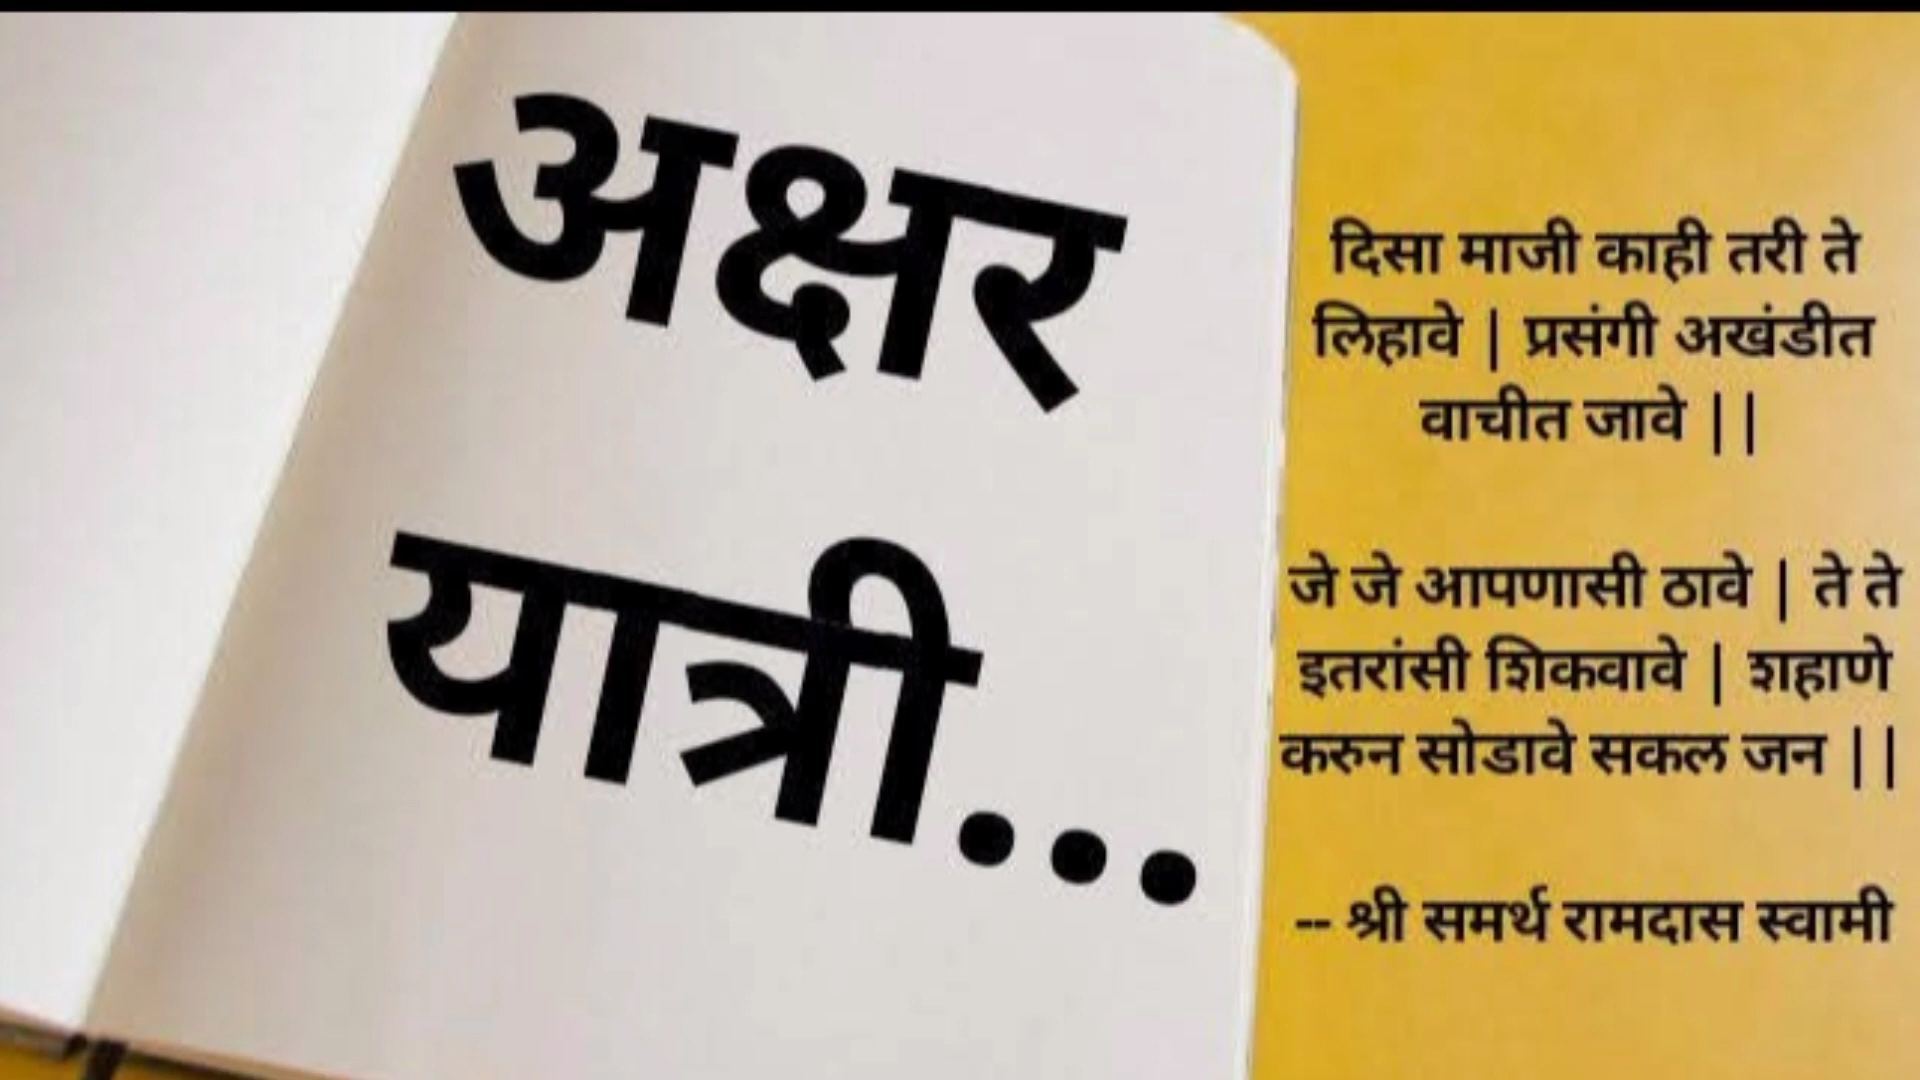 अक्षर
यात्री...
दिसा माजी काही तरी ते
लिहावे | प्रसंगी अखंडीत
वाचीत जावे ||
जे जे आपणासी ठावे | ते ते
इतरांसी शिकवावे | शहाणे
करुन सोडावे सकल जन ||
-- श्री समर्थ रामदास स्वामी